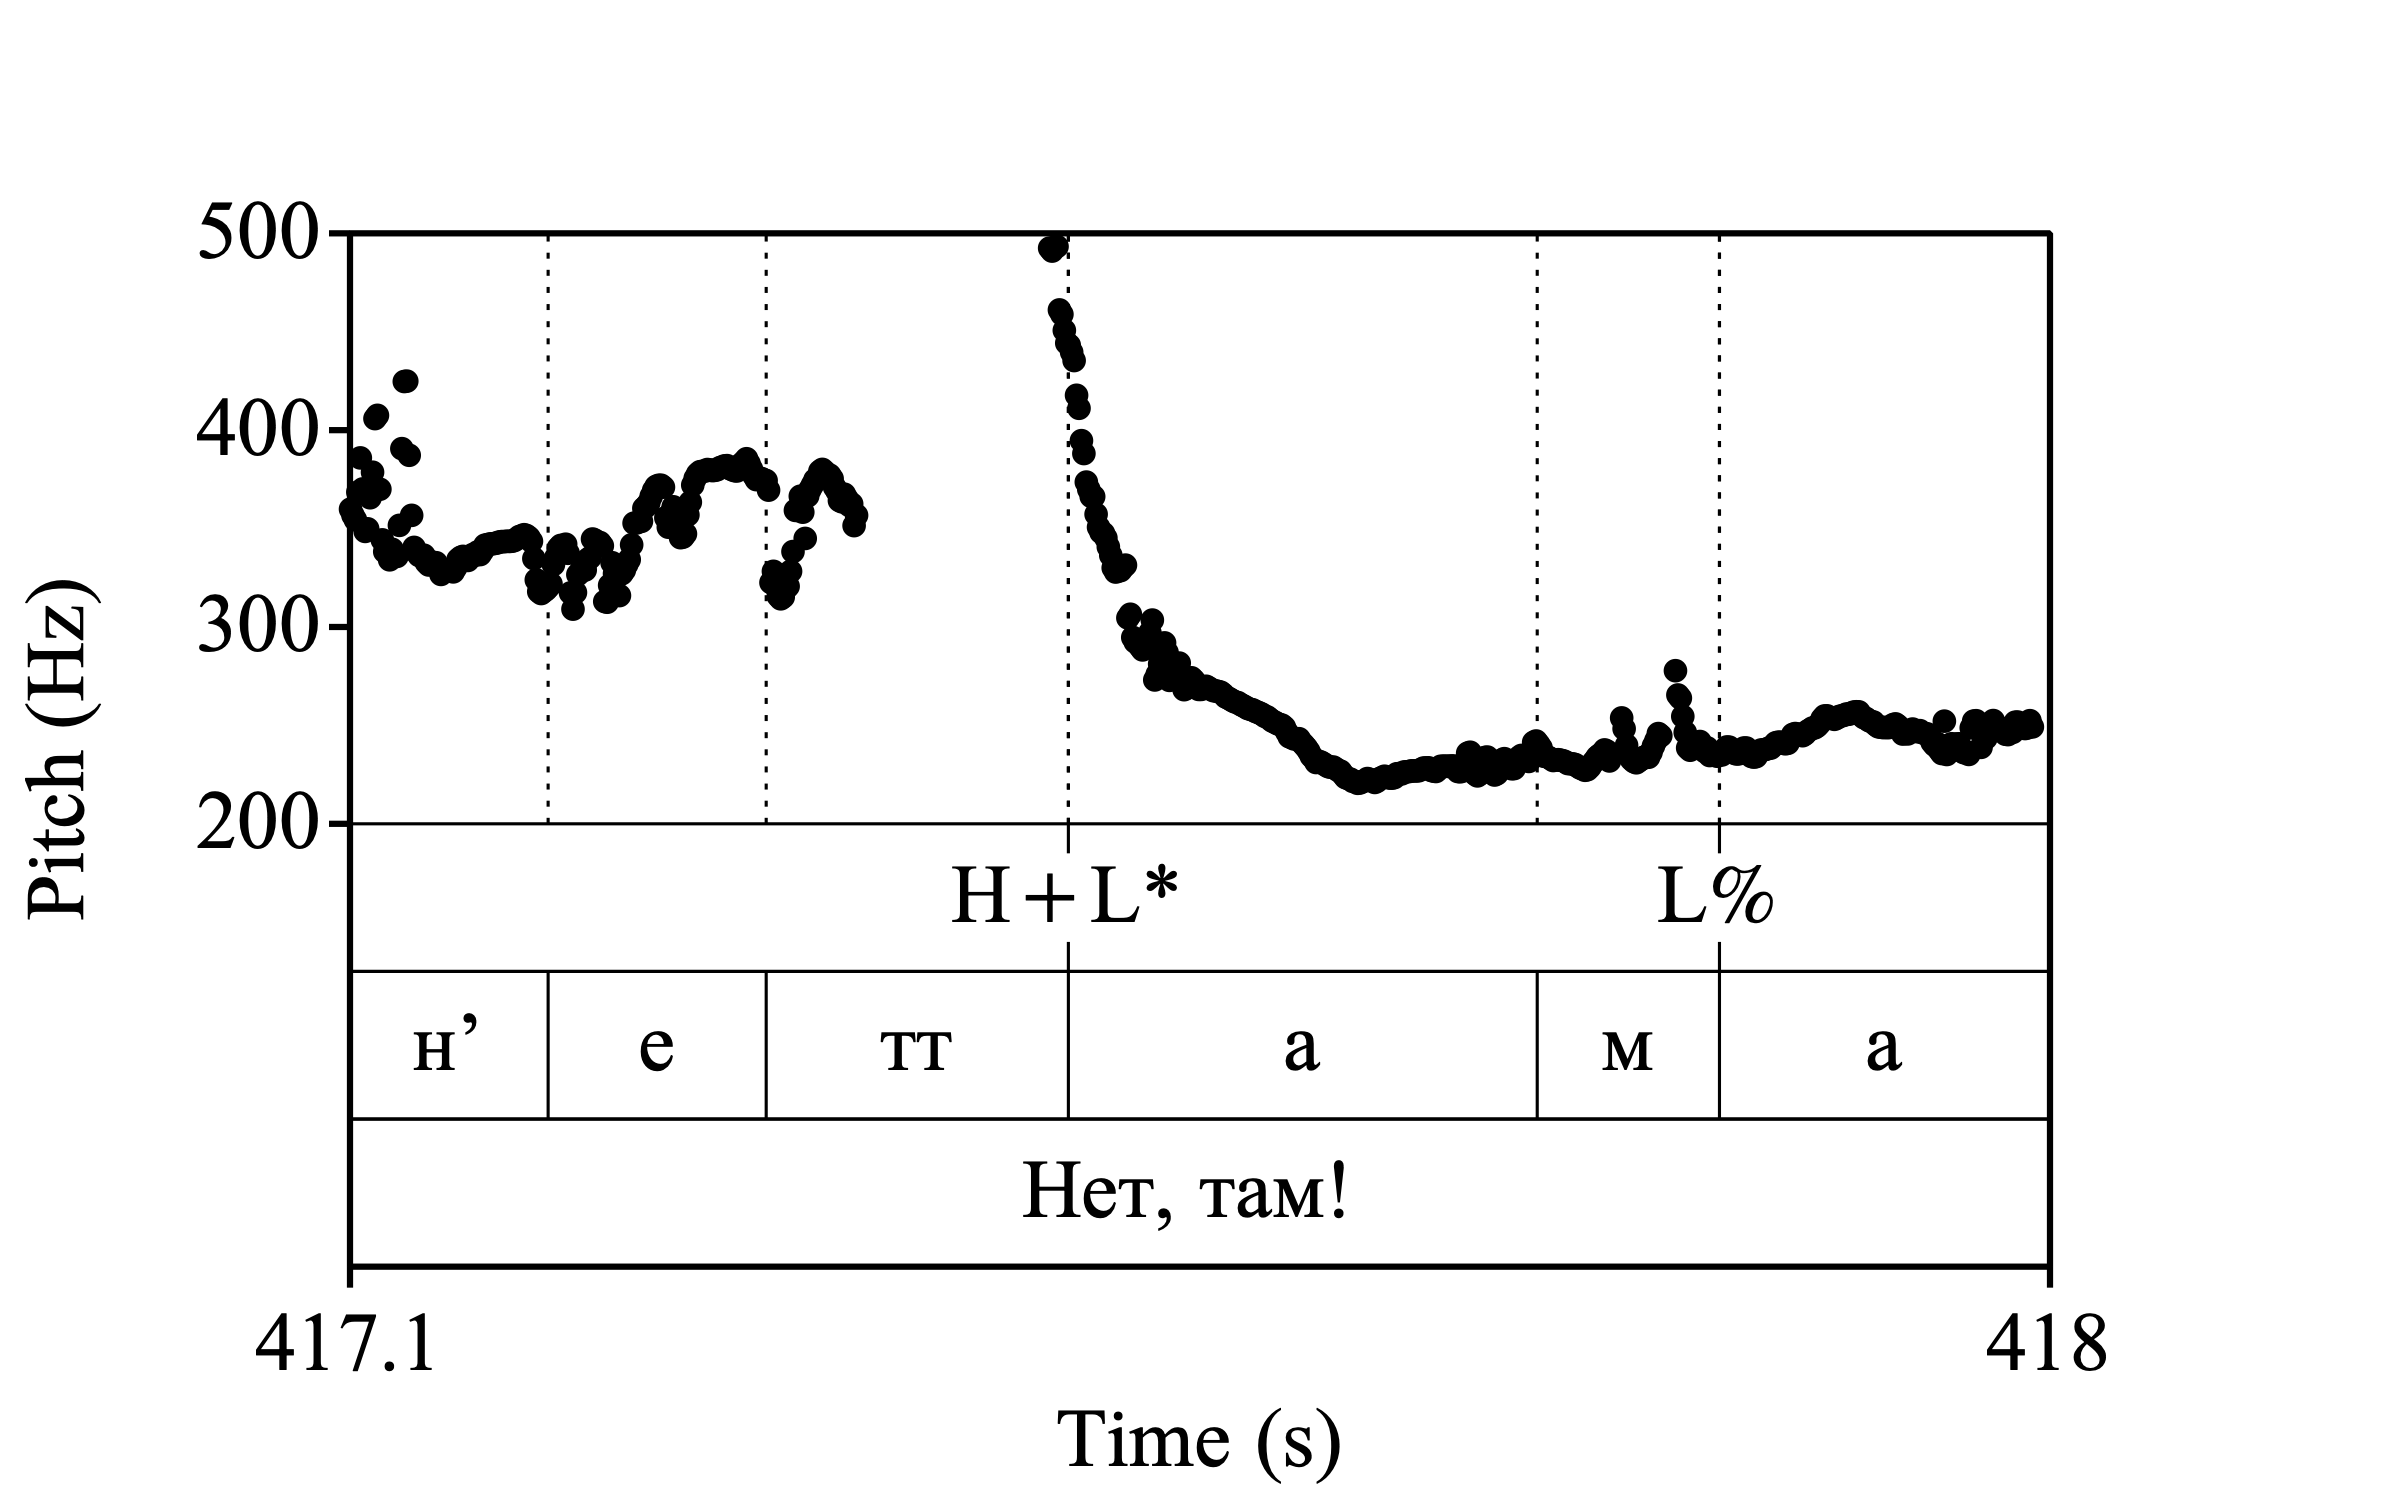 500
400
300
200
Pitch (Hz)
H+L* L%
н’ е тт а м а
Нет, там!
417.1 418
Time (s)